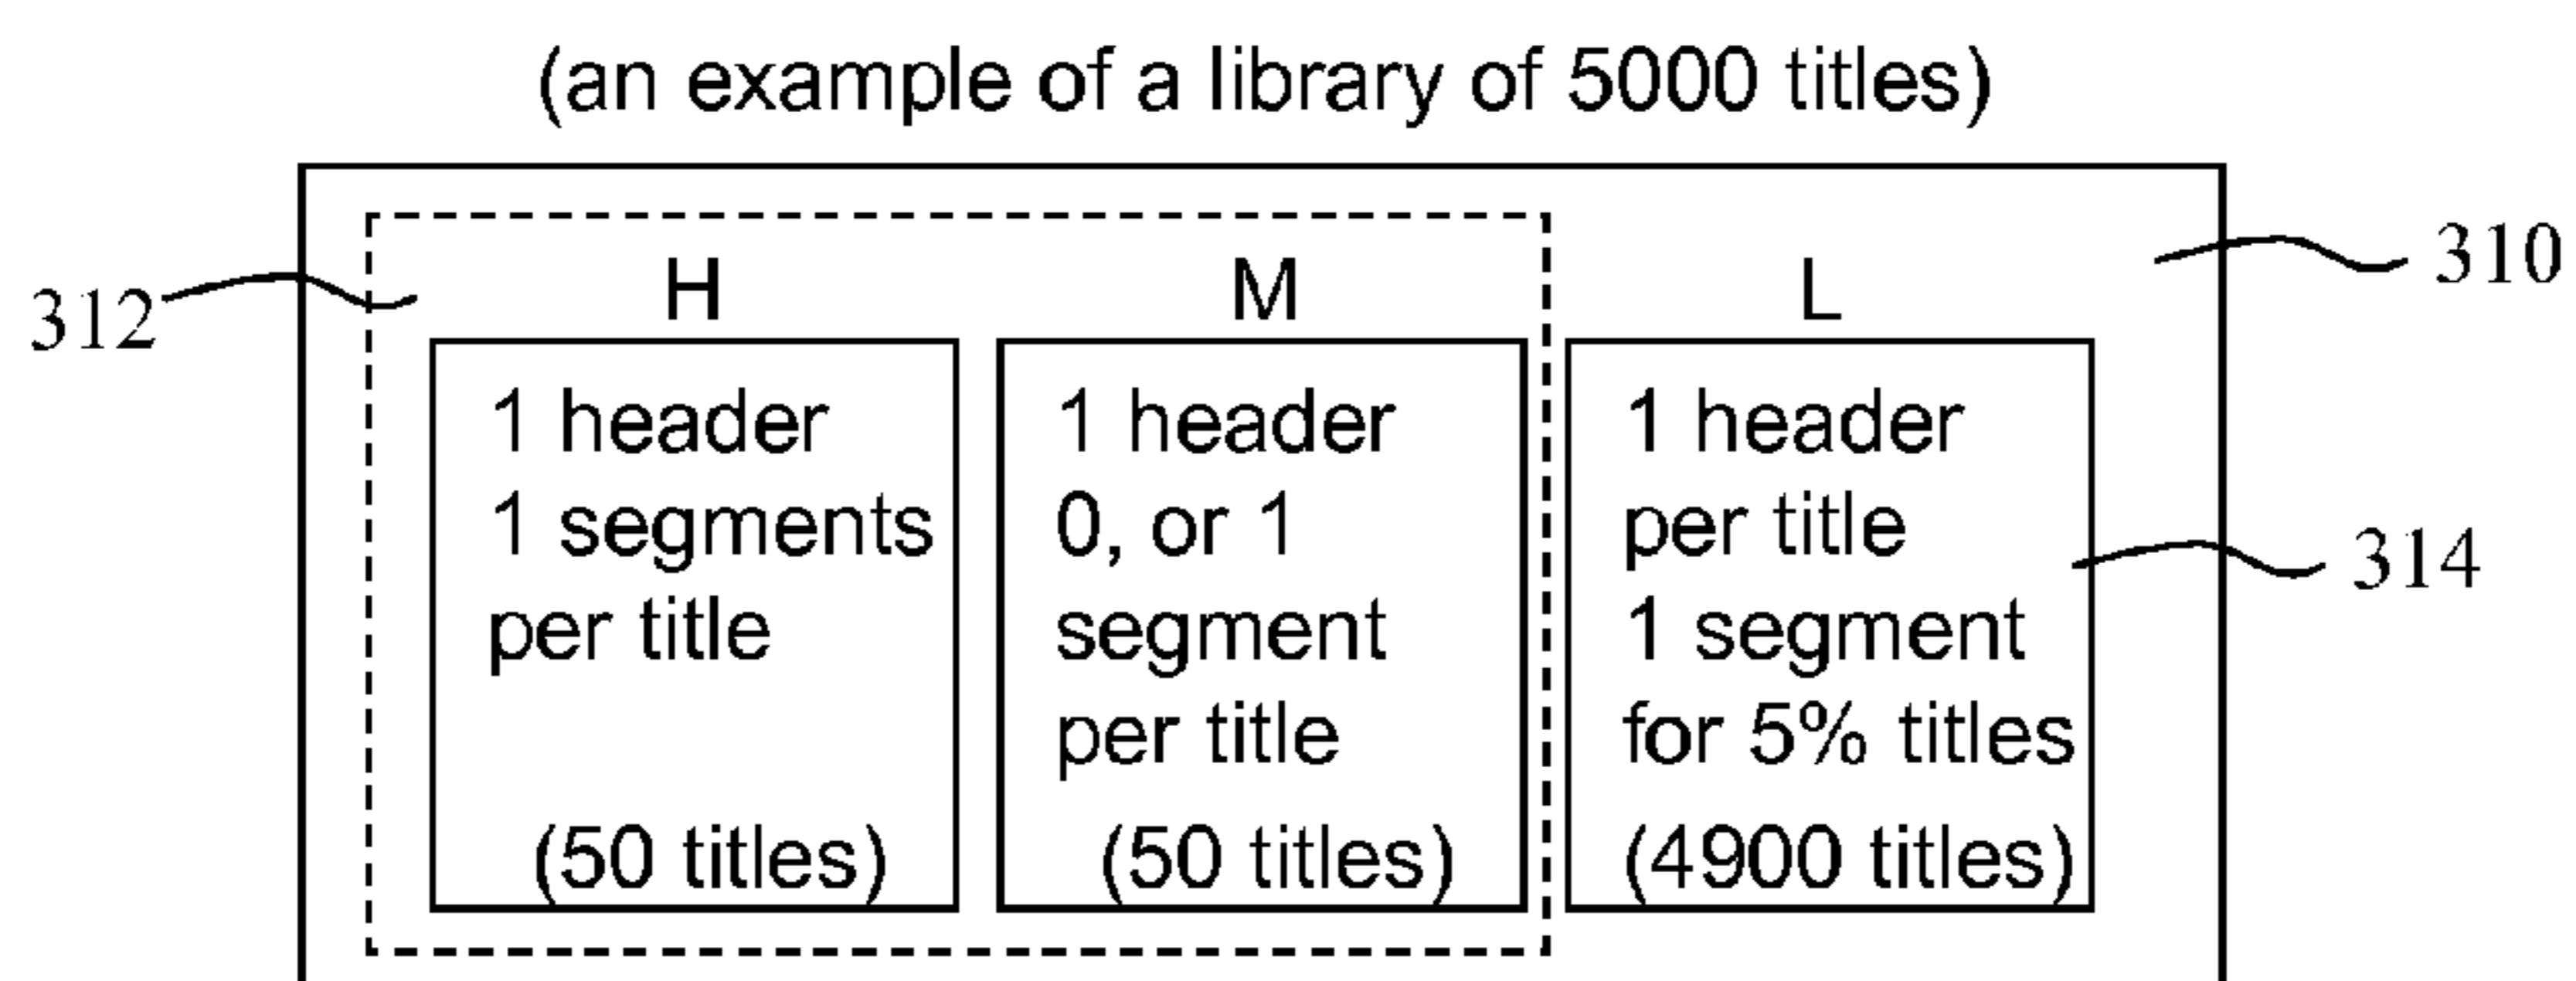 (an example of a library of 5000 titles)
310
312
H
1 header
1 segments
per title
(50 titles)
M
1 header
0, or 1
segment
per title
(50 titles)
L
1 header
per title
1 segment
for 5% titles
(4900 titles)
314